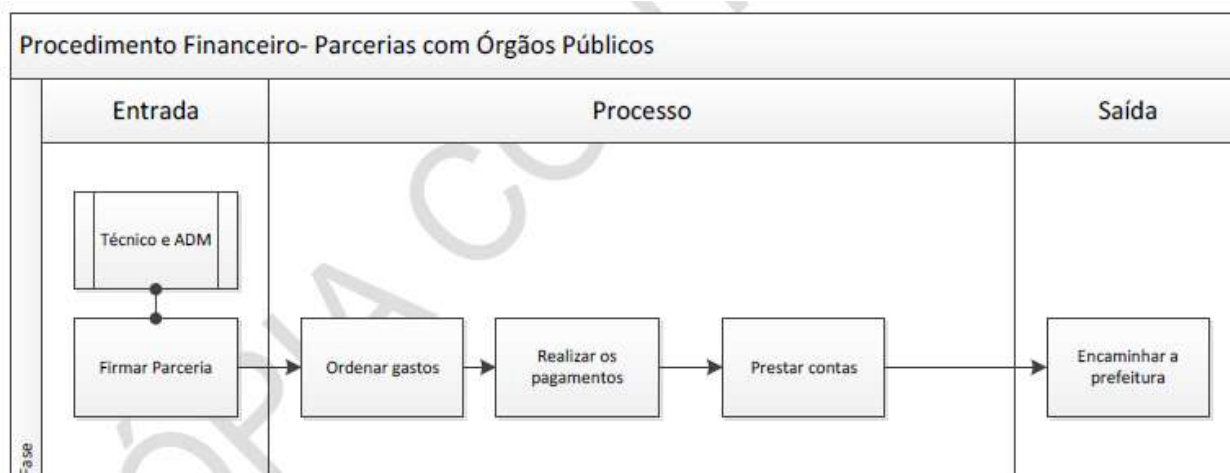 Procedimento Financeiro- Parcerias com Órgãos Públicos
Entrada
Processo
Saída
Técnico e ADM
Firmar Parceria
Ordenar gastos
Realizar os
pagamentos
Prestar contas
Encaminhar a
prefeitura
Fase